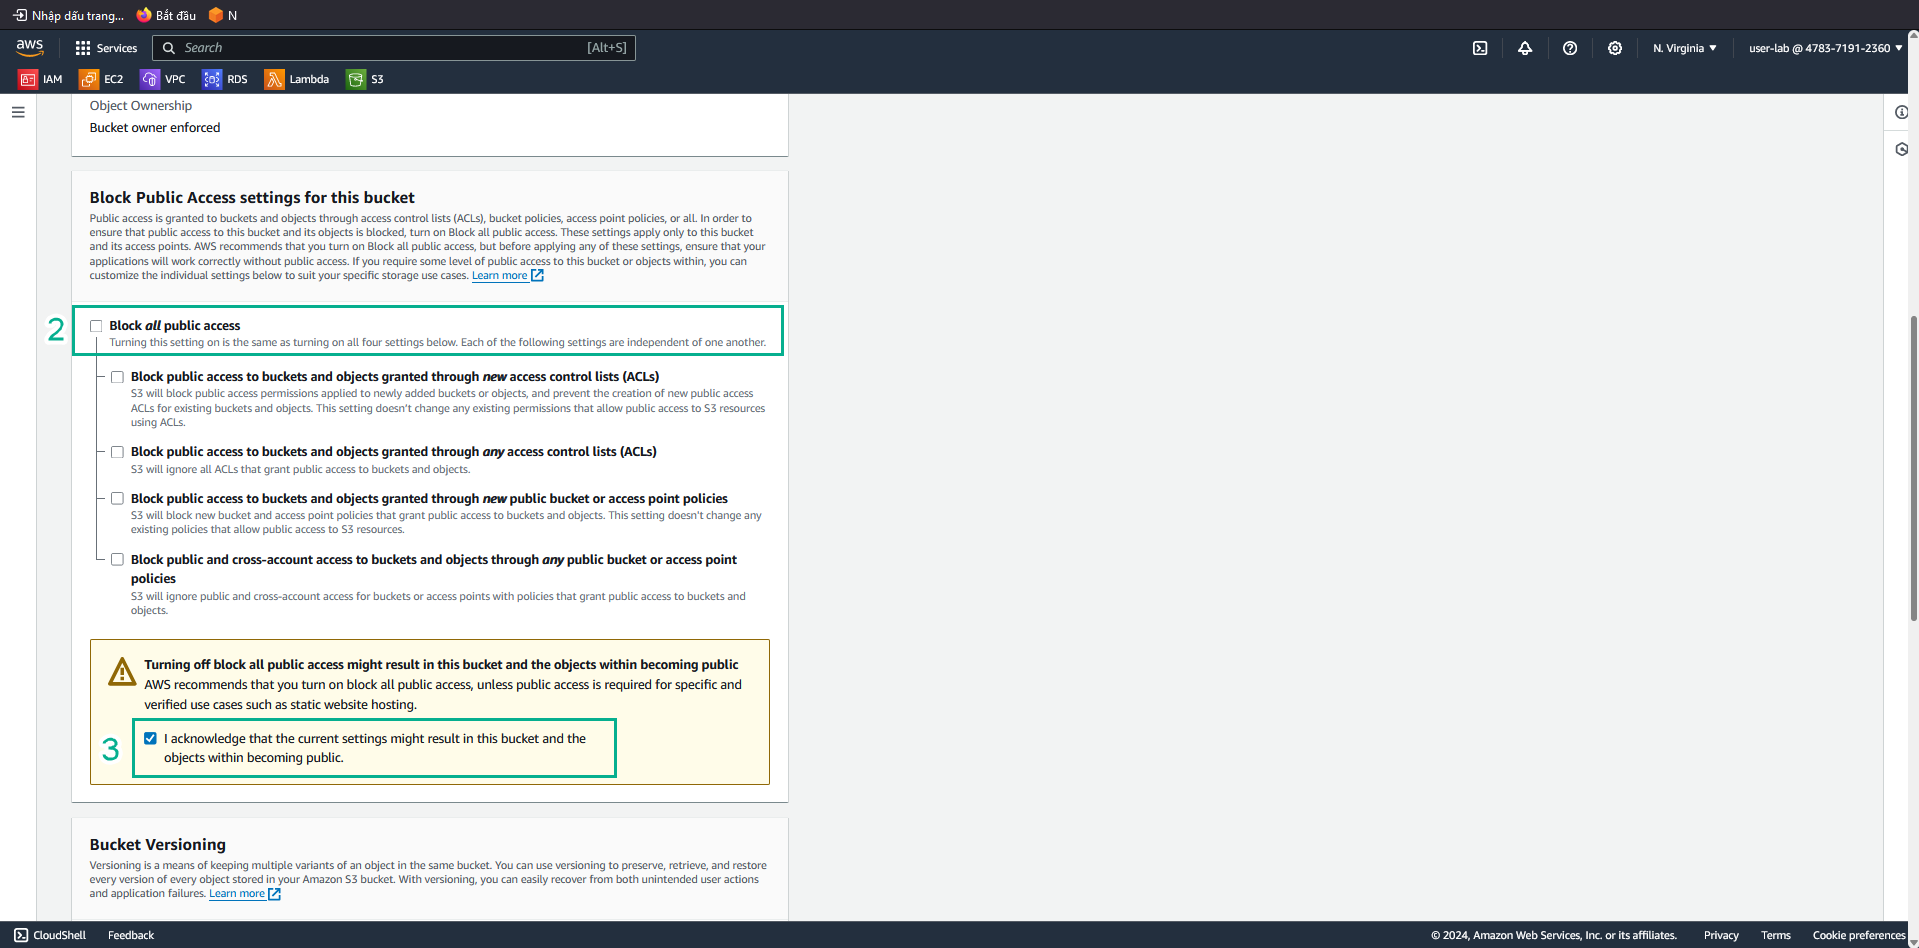 Nhập dấu trang... Bắt đầu N
aws Services Search [Alt+S] N. Virginia user-lab @ 4783-7191-2360
IAM EC2 VPC RDS Lambda S3
Object Ownership
Bucket owner enforced
Block Public Access settings for this bucket
Public access is granted to buckets and objects through access control lists (ACLs), bucket policies, access point policies, or all. In order to
ensure that public access to this bucket and its objects is blocked, turn on Block all public access. These settings apply only to this bucket
and its access points. AWS recommends that you turn on Block all public access, but before applying any of these settings, ensure that your
applications will work correctly without public access. If you require some level of public access to this bucket or objects within, you can
customize the individual settings below to suit your specific storage use cases. Learn more
2
Block all public access
Turning this setting on is the same as turning on all four settings below. Each of the following settings are independent of one another.
Block public access to buckets and objects granted through new access control lists (ACLs)
S3 will block public access permissions applied to newly added buckets or objects, and prevent the creation of new public access
ACLs for existing buckets and objects. This setting doesn't change any existing permissions that allow public access to S3 resources
using ACLs.
Block public access to buckets and objects granted through any access control lists (ACLs)
S3 will ignore all ACLs that grant public access to buckets and objects.
Block public access to buckets and objects granted through new public bucket or access point policies
S3 will block new bucket and access point policies that grant public access to buckets and objects. This setting doesn't change any
existing policies that allow public access to S3 resources.
Block public and cross-account access to buckets and objects through any public bucket or access point
policies
S3 will ignore public and cross-account access for buckets or access points with policies that grant public access to buckets and
objects.
Turning off block all public access might result in this bucket and the objects within becoming public
AWS recommends that you turn on block all public access, unless public access is required for specific and
verified use cases such as static website hosting.
3
I acknowledge that the current settings might result in this bucket and the
objects within becoming public.
Bucket Versioning
Versioning is a means of keeping multiple variants of an object in the same bucket. You can use versioning to preserve, retrieve, and restore
every version of every object stored in your Amazon S3 bucket. With versioning, you can easily recover from both unintended user actions
and application failures. Learn more
CloudShell Feedback © 2024, Amazon Web Services, Inc. or its affiliates. Privacy Terms Cookie preferences